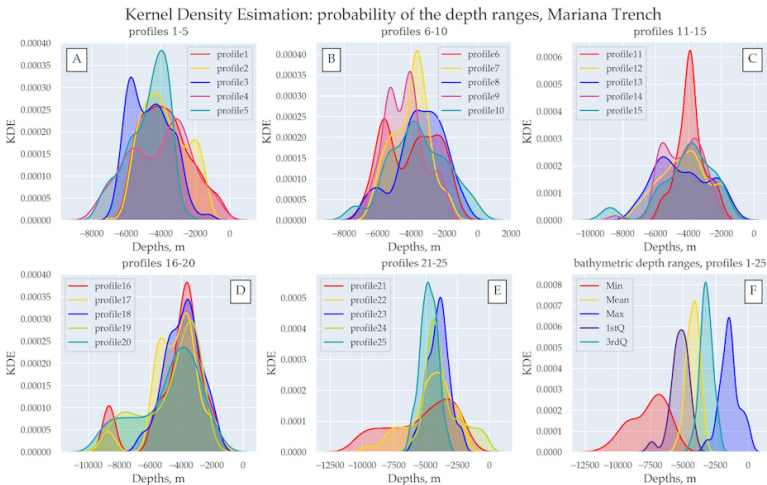 Kernel Density Esimation: probability of the depth ranges, Mariana Trench
profiles 1-5
A
profile1
profile2
profile3
profile4
profile5
KDE
0.00040
0.00035
0.00030
0.00025
0.00020
0.00015
0.00010
0.00005
0.00000
−8000 −6000 −4000 −2000 0
Depths, m
profiles 6-10
B
profile6
profile7
profile8
profile9
profile10
KDE
0.00040
0.00035
0.00030
0.00025
0.00020
0.00015
0.00010
0.00005
0.00000
−8000 −6000 −4000 −2000 0 2000
Depths, m
profiles 11-15
C
profile11
profile12
profile13
profile14
profile15
KDE
0.0006
0.0005
0.0004
0.0003
0.0002
0.0001
0.0000
−10000 −8000 −6000 −4000 −2000 0
Depths, m
profiles 16-20
D
profile16
profile17
profile18
profile19
profile20
KDE
0.00040
0.00035
0.00030
0.00025
0.00020
0.00015
0.00010
0.00005
0.00000
−10000 −8000 −6000 −4000 −2000 0
Depths, m
profiles 21-25
E
profile21
profile22
profile23
profile24
profile25
KDE
0.0005
0.0004
0.0003
0.0002
0.0001
0.0000
−12500 −10000 −7500 −5000 −2500 0
Depths, m
bathymetric depth ranges, profiles 1-25
F
Min
Mean
Max
1stQ
3rdQ
KDE
0.0008
0.0007
0.0006
0.0005
0.0004
0.0003
0.0002
0.0001
0.0000
−12500 −10000 −7500 −5000 −2500 0
Depths, m